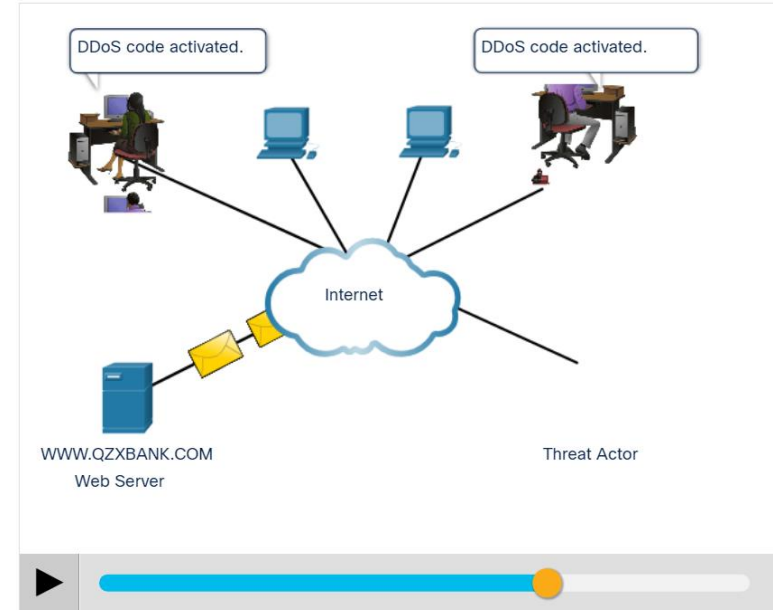 DDoS code activated.
DDoS code activated.
Internet
WWW.QZXBANK.COM
Web Server
Threat Actor